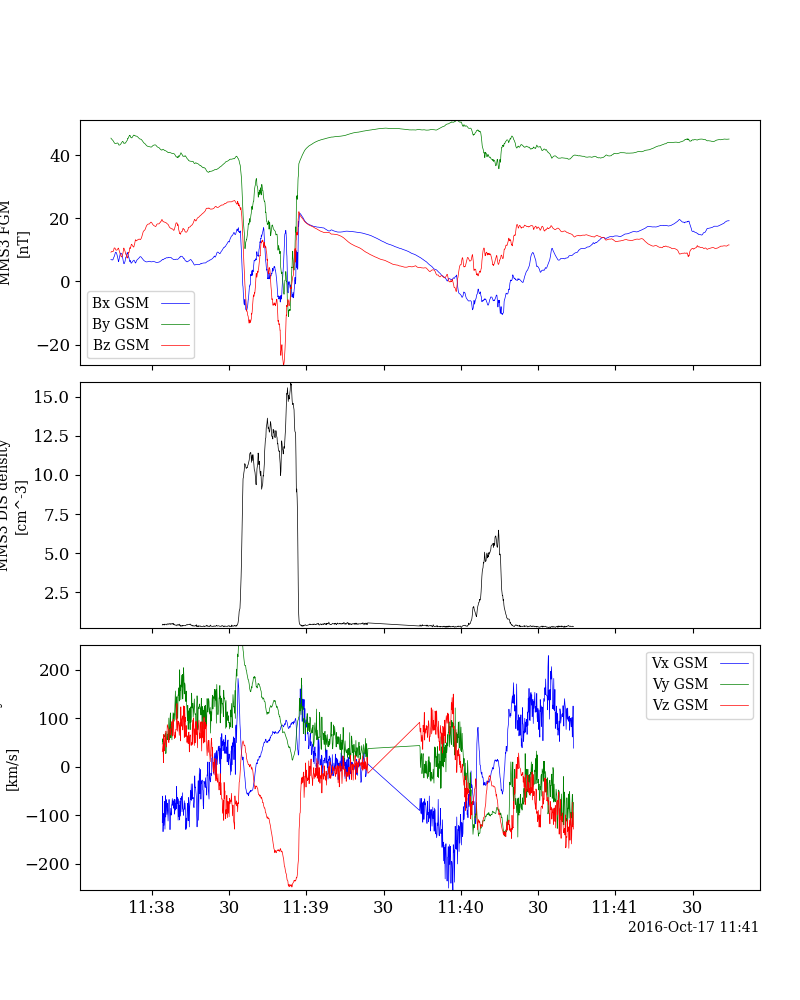 MMS3 FGM
[nT]
40
20
0
−20
Bx GSM
By GSM
Bz GSM
MMS3 DIS density
[cm^-3]
15.0
12.5
10.0
7.5
5.0
2.5
[km/s]
200
100
0
−100
−200
Vx GSM
Vy GSM
Vz GSM
11:38 30 11:39 30 11:40 30 11:41 30
2016-Oct-17 11:41